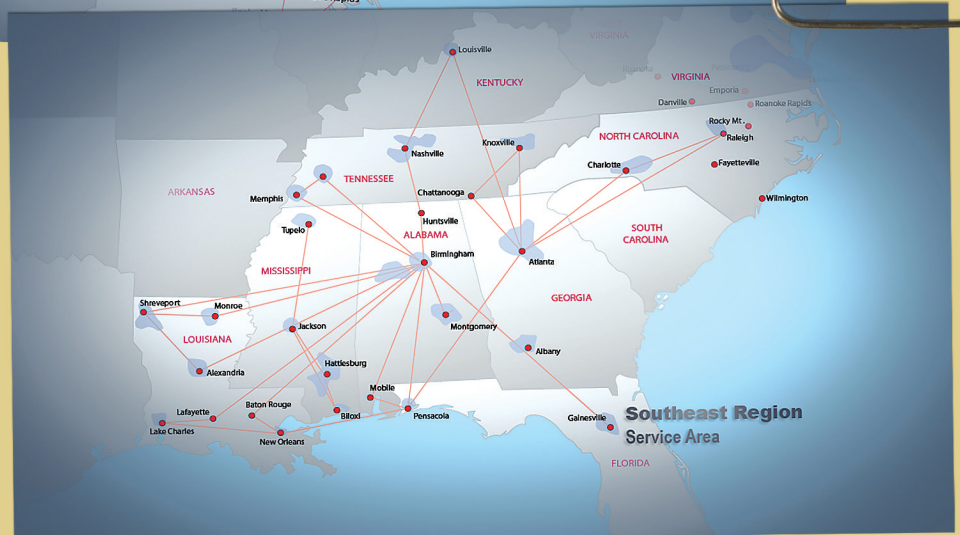 Louisville
VIRGINIA
KENTUCKY
VIRGINIA
Emporia
Danville
Roanoke Rapids
Rocky Mt.
Raleigh
NORTH CAROLINA
Knoxville
Nashville
Charlotte
Fayetteville
TENNESSEE
ARKANSAS
Chattanooga
Memphis
Wilmington
Huntsville
Tupelo
ALABAMA
SOUTH
CAROLINA
Birmingham
Atlanta
MISSISSIPPI
GEORGIA
Shreveport
Monroe
Jackson
Montgomery
LOUISIANA
Albany
Hattiesburg
Alexandria
Mobile
Baton Rouge
Lafayette
Biloxi
Pensacola
Gainesville
Southeast Region
Service Area
Lake Charles
New Orleans
FLORIDA